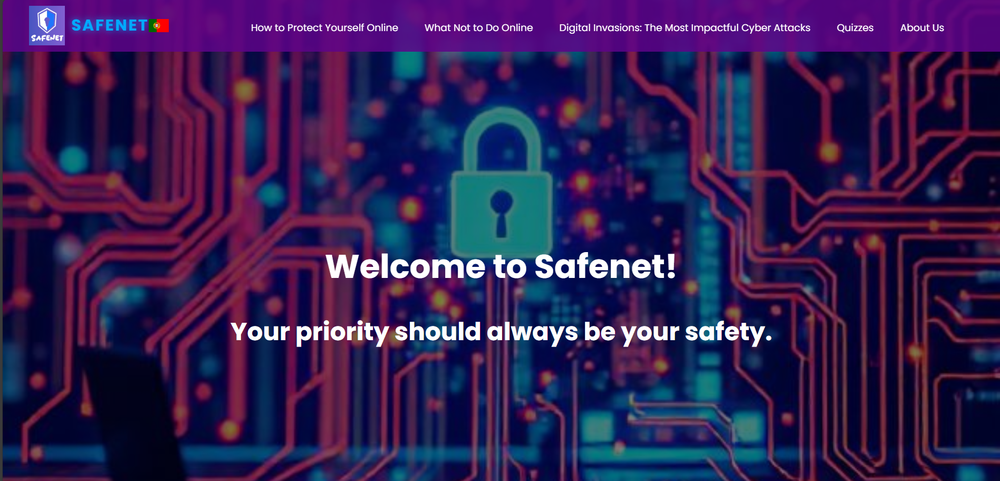 SAFENET
SAFENET
How to Protect Yourself Online
What Not to Do Online
Digital Invasions: The Most Impactful Cyber Attacks
Quizzes
About Us
Welcome to Safenet!
Your priority should always be your safety.